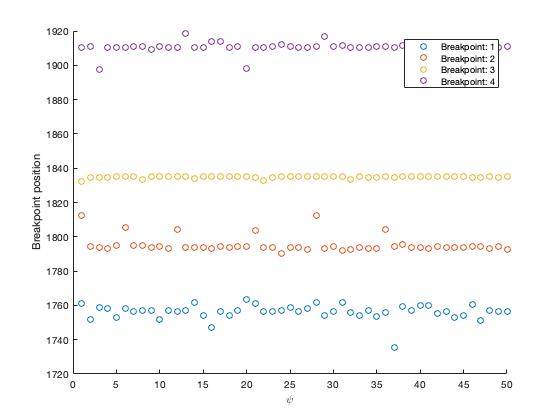 1920
1900
1880
1860
1840
1820
1800
1780
1760
1740
1720
Breakpoint position
0 5 10 15 20 25 30 35 40 45 50
ψ
Breakpoint: 1
Breakpoint: 2
Breakpoint: 3
Breakpoint: 4